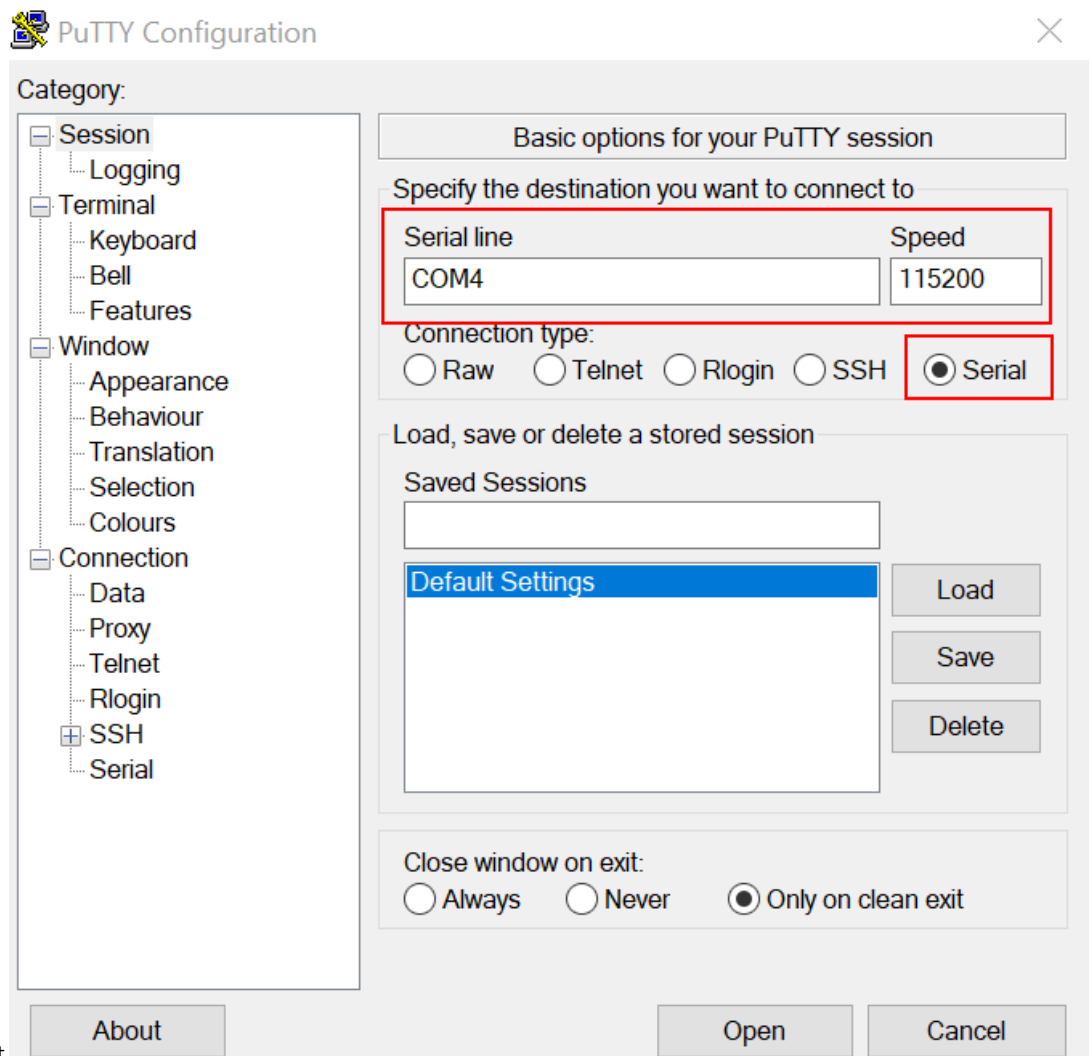 PuTTY Configuration
Category:
Session
Logging
Terminal
Keyboard
Bell
Features
Window
Appearance
Behaviour
Translation
Selection
Colours
Connection
Data
Proxy
Telnet
Rlogin
SSH
Serial
Basic options for your PuTTY session
Specify the destination you want to connect to
Serial line Speed
COM4 115200
Connection type:
Raw Telnet Rlogin SSH Serial
Load, save or delete a stored session
Saved Sessions
Default Settings
Load
Save
Delete
Close window on exit:
Always Never Only on clean exit
About Open Cancel